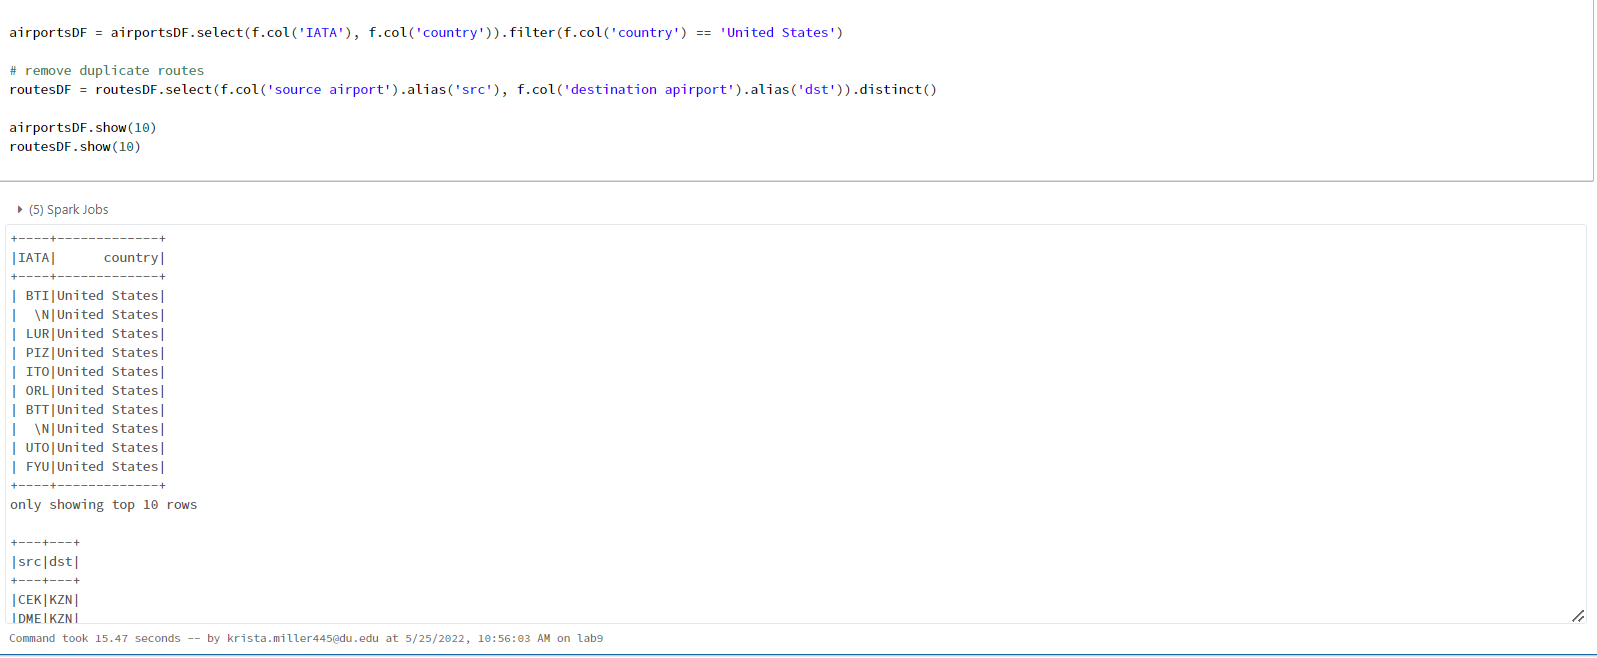 airportsDF = airportsDF.select(f.col('IATA'), f.col('country')).filter(f.col('country') == 'United States')
# remove duplicate routes
routesDF = routesDF.select(f.col('source airport').alias('src'), f.col('destination apirport').alias('dst')).distinct()
airportsDF.show(10)
routesDF.show(10)
(5) Spark Jobs
+----+-------------+
|IATA|      country|
+----+-------------+
| BTI|United States|
|  \N|United States|
| LUR|United States|
| PIZ|United States|
| ITO|United States|
| ORL|United States|
| BTT|United States|
|  \N|United States|
| UTO|United States|
| FYU|United States|
+----+-------------+
only showing top 10 rows
+---+---+
|src|dst|
+---+---+
|CEK|KZN|
|DME|KZN|
Command took 15.47 seconds -- by krista.miller445@du.edu at 5/25/2022, 10:56:03 AM on lab9